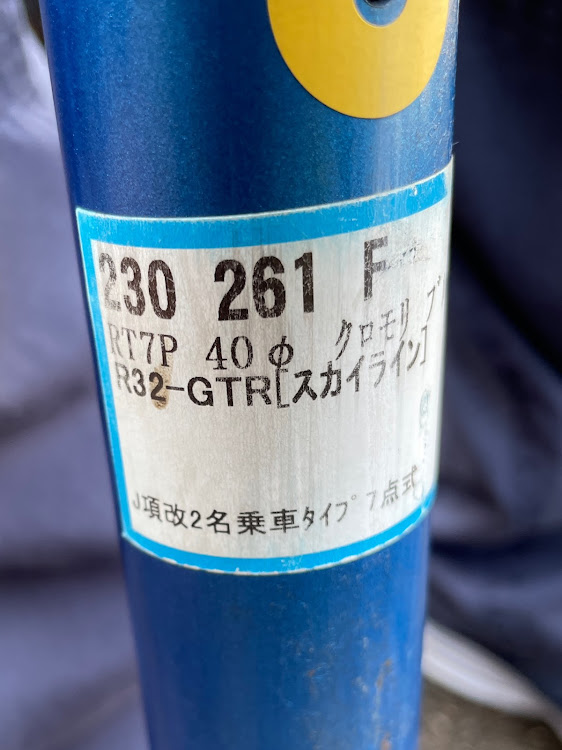 230 261 F
RT7P 40φ クロモリ ブ
R32-GTR[スカイライン]
J項改2名乗車タイプ 7点式